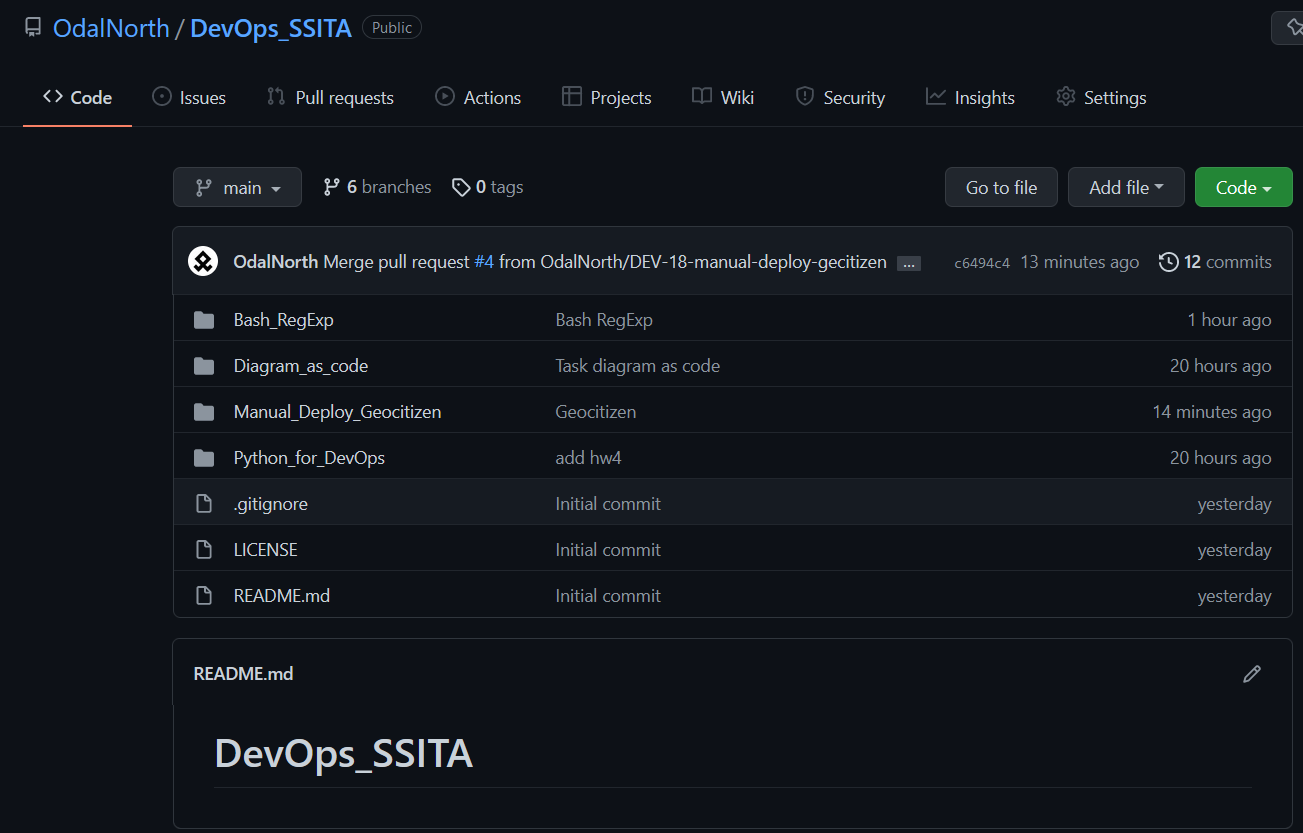 OdalNorth / DevOps_SSITA Public
Code Issues Pull requests Actions Projects Wiki Security Insights Settings
main 6 branches 0 tags Go to file Add file Code
OdalNorth Merge pull request #4 from OdalNorth/DEV-18-manual-deploy-gecitizen ... c6494c4 13 minutes ago 12 commits
Bash_RegExp Bash RegExp 1 hour ago
Diagram_as_code Task diagram as code 20 hours ago
Manual_Deploy_Geocitizen Geocitizen 14 minutes ago
Python_for_DevOps add hw4 20 hours ago
.gitignore Initial commit yesterday
LICENSE Initial commit yesterday
README.md Initial commit yesterday
README.md
DevOps_SSITA